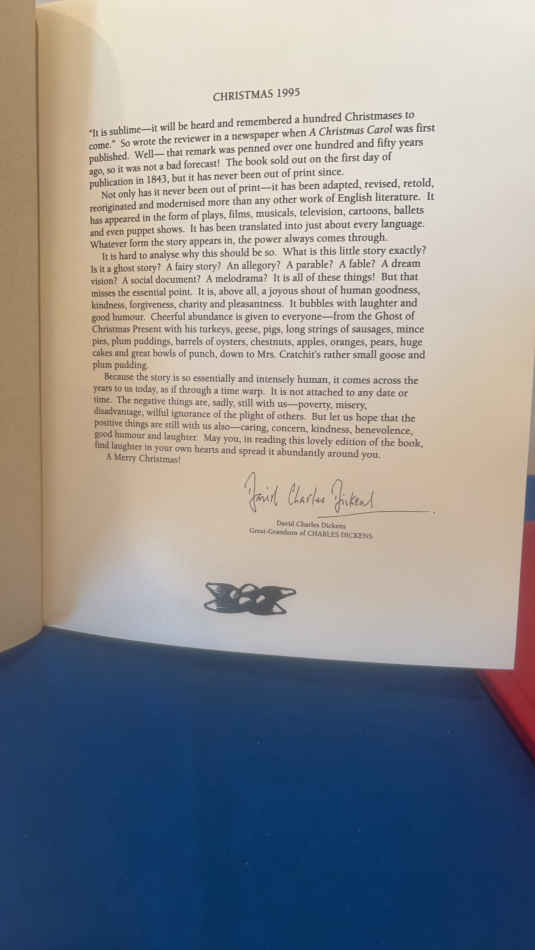 CHRISTMAS 1995
"It is sublime—it will be heard and remembered a hundred Christmases to
come." So wrote the reviewer in a newspaper when A Christmas Carol was first
published. Well— that remark was penned over one hundred and fifty years
ago, so it was not a bad forecast! The book sold out on the first day of
publication in 1843, but it has never been out of print since.
Not only has it never been out of print—it has been adapted, revised, retold,
reoriginated and modernised more than any other work of English literature. It
has appeared in the form of plays, films, musicals, television, cartoons, ballets
and even puppet shows. It has been translated into just about every language.
Whatever form the story appears in, the power always comes through.
It is hard to analyse why this should be so. What is this little story exactly?
Is it a ghost story? A fairy story? An allegory? A parable? A fable? A dream
vision? A social document? A melodrama? It is all of these things! But that
misses the essential point. It is, above all, a joyous shout of human goodness,
kindness, forgiveness, charity and pleasantness. It bubbles with laughter and
good humour. Cheerful abundance is given to everyone—from the Ghost of
Christmas Present with his turkeys, geese, pigs, long strings of sausages, mince
pies, plum puddings, barrels of oysters, chestnuts, apples, oranges, pears, huge
cakes and great bowls of punch, down to Mrs. Cratchit's rather small goose and
plum pudding.
Because the story is so essentially and intensely human, it comes across the
years to us today, as if through a time warp. It is not attached to any date or
time. The negative things are, sadly, still with us—poverty, misery,
disadvantage, wilful ignorance of the plight of others. But let us hope that the
positive things are still with us also—caring, concern, kindness, benevolence,
good humour and laughter. May you, in reading this lovely edition of the book,
find laughter in your own hearts and spread it abundantly around you.
A Merry Christmas!
David Charles Dickens
David Charles Dickens
Great-Grandson of CHARLES DICKENS